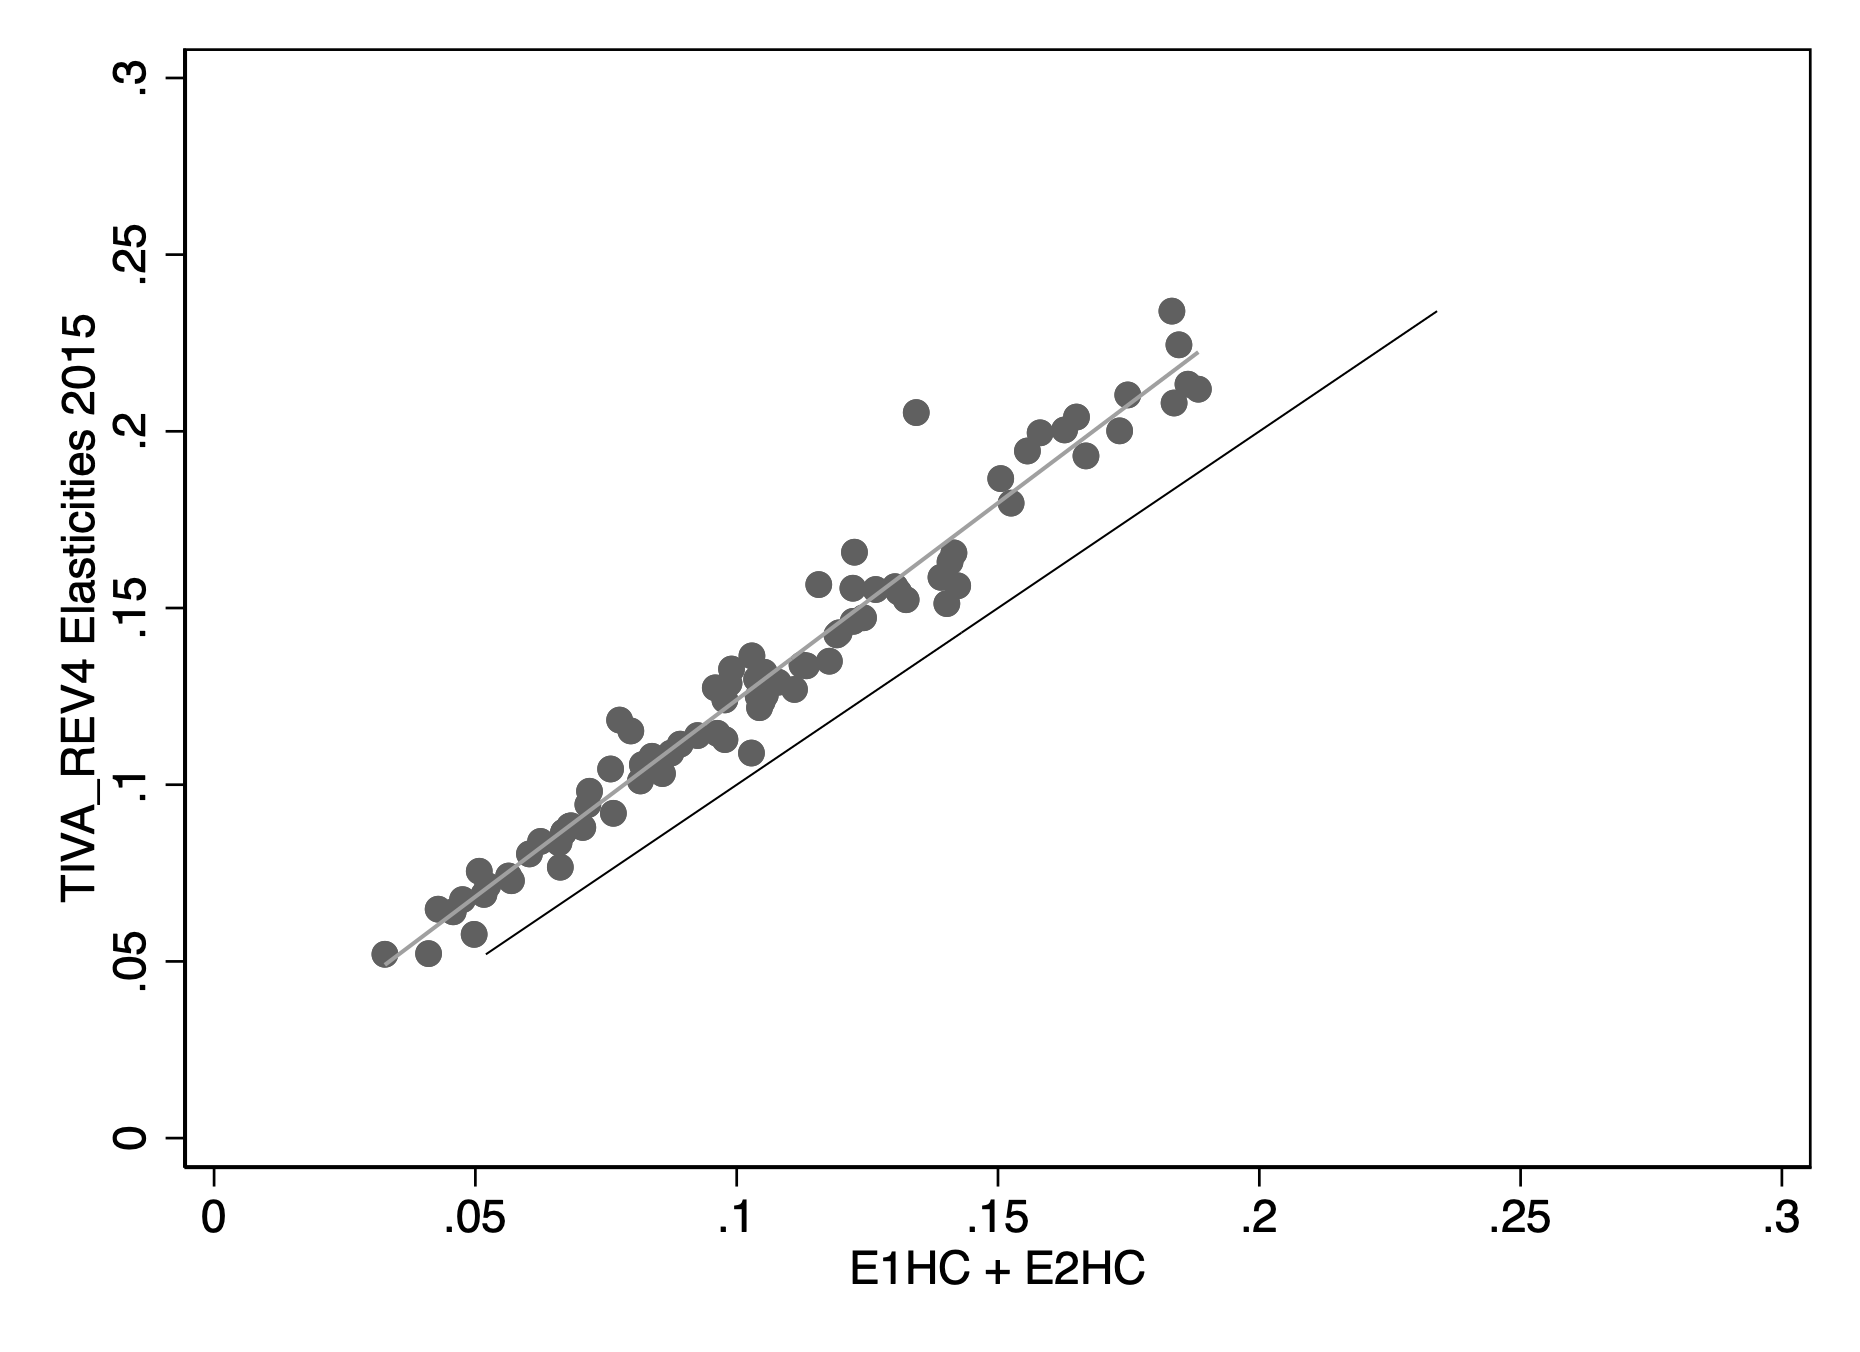 TIVA_REV4 Elasticities 2015
.3
.25
.2
.15
.1
.05
0
0 .05 .1 .15 .2 .25 .3
E1HC + E2HC